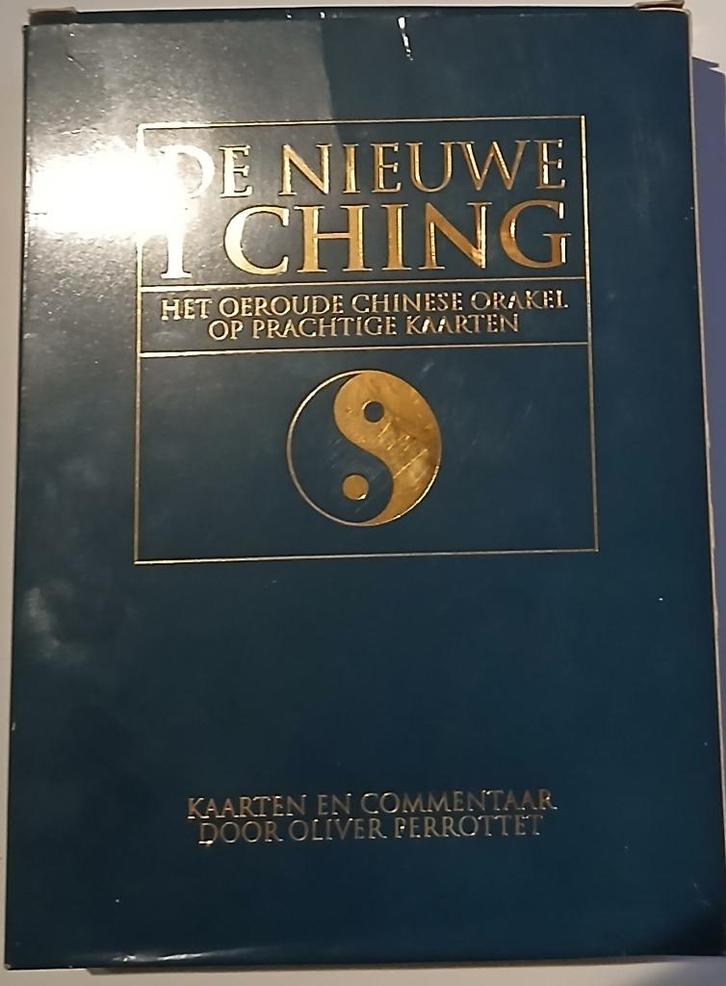 DE NIEUWE
I CHING
HET OEROUDE CHINESE ORAKEL
OP PRACHTIGE KAARTEN
KAARTEN EN COMMENTAAR
DOOR OLIVER PERROTTET